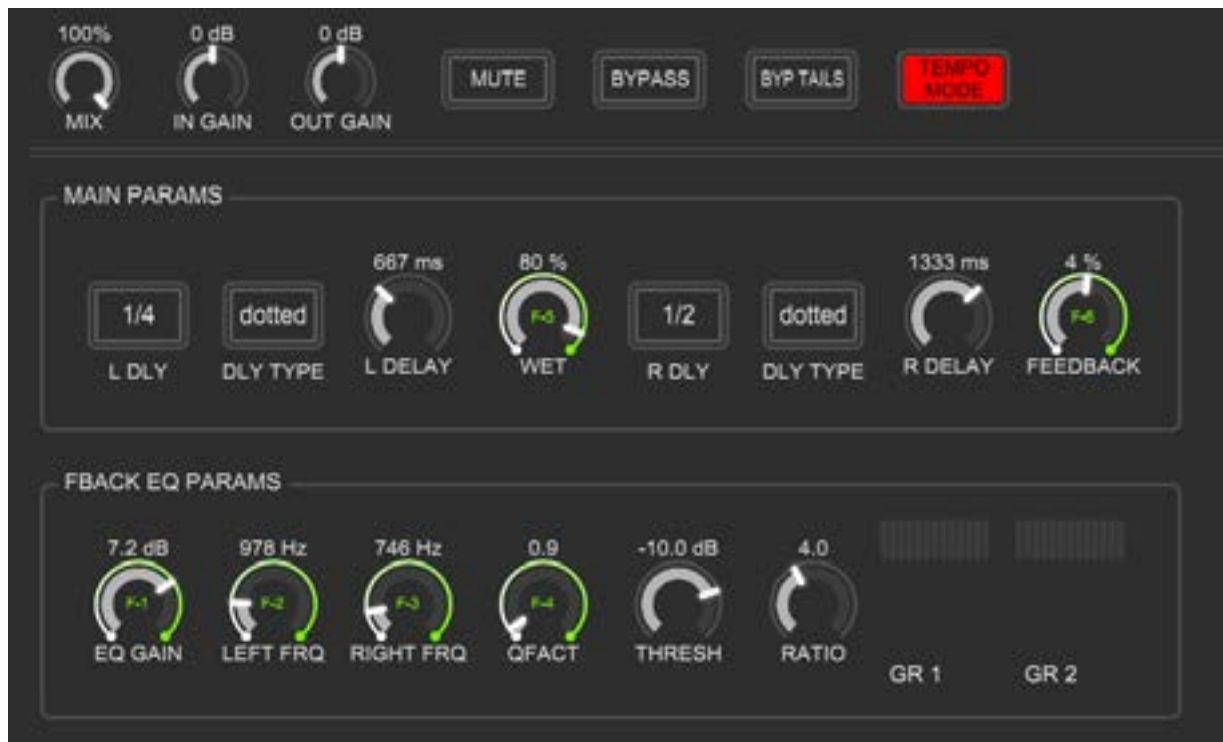 100% 0 dB 0 dB
MUTE BYPASS BYP TAILS TEMPO MODE
MIX IN GAIN OUT GAIN
MAIN PARAMS
667 ms 80 % 1333 ms 4 %
1/4 dotted F-5 1/2 dotted F-6
L DLY DLY TYPE L DELAY WET R DLY DLY TYPE R DELAY FEEDBACK
FBACK EQ PARAMS
7.2 dB 978 Hz 746 Hz 0.9 -10.0 dB 4.0
F-1 F-2 F-3 F-4
EQ GAIN LEFT FRQ RIGHT FRQ QFACT THRESH RATIO
GR 1 GR 2